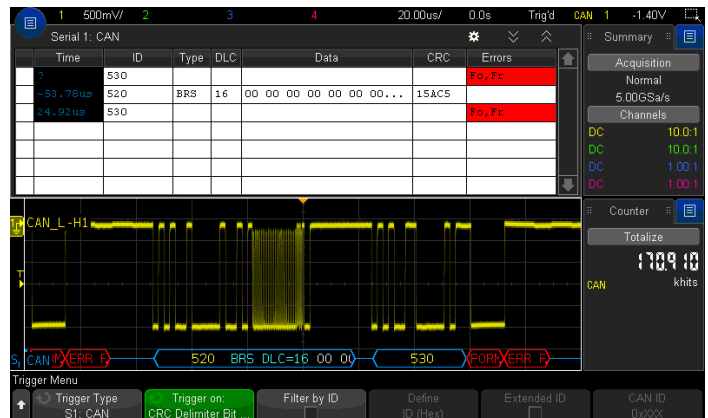 1 500mV/ 2 3 4 20.00us/ 0.0s Trig'd CAN 1 -1.40V
Serial 1: CAN
Time ID Type DLC Data CRC Errors
? 530 Fo,Fr
-53.78us 520 BRS 16 00 00 00 00 00 00 00... 15AC5
24.92us 530 Fo,Fr
Summary
Acquisition
Normal
5.00GSa/s
Channels
DC 10.0:1
DC 10.0:1
DC 1.00:1
DC 1.00:1
Counter
Totalize
170.910
CAN khits
CAN_L -H1
T
S1 CAN ERR F 520 BRS DLC=16 00 00 530 FORM ERR F
Trigger Menu
Trigger Type
S1: CAN
Trigger on:
CRC Delimiter Bit ...
Filter by ID
Define
ID (Hex)
Extended ID
CAN ID
0xXXX